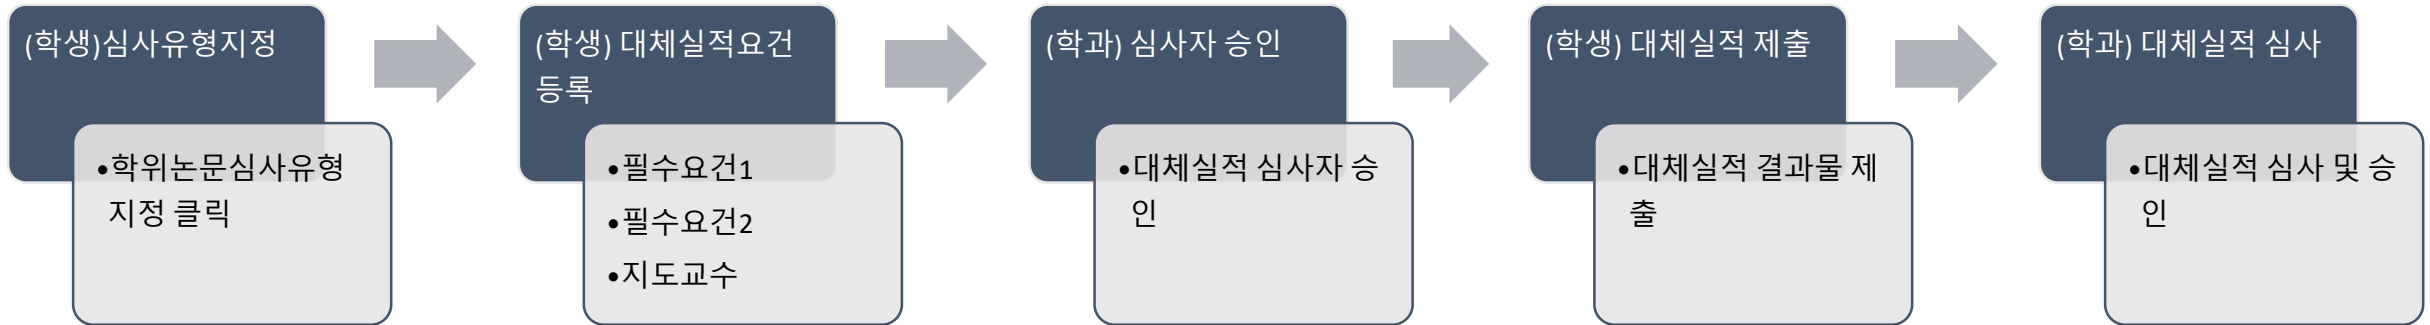 (학생)심사유형지정
•학위논문심사유형
지정 클릭
(학생) 대체실적요건
등록
•필수요건1
•필수요건2
•지도교수
(학과) 심사자 승인
•대체실적 심사자 승
인
(학생) 대체실적 제출
•대체실적 결과물 제
출
(학과) 대체실적 심사
•대체실적 심사 및 승
인